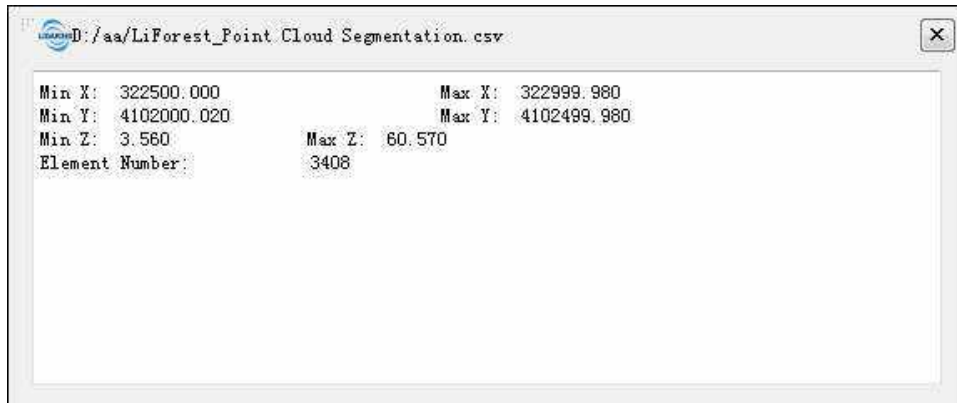 D:/aa/LiForest_Point Cloud Segmentation.csv
Min X: 322500.000 Max X: 322999.980
Min Y: 4102000.020 Max Y: 4102499.980
Min Z: 3.560 Max Z: 60.570
Element Number: 3408